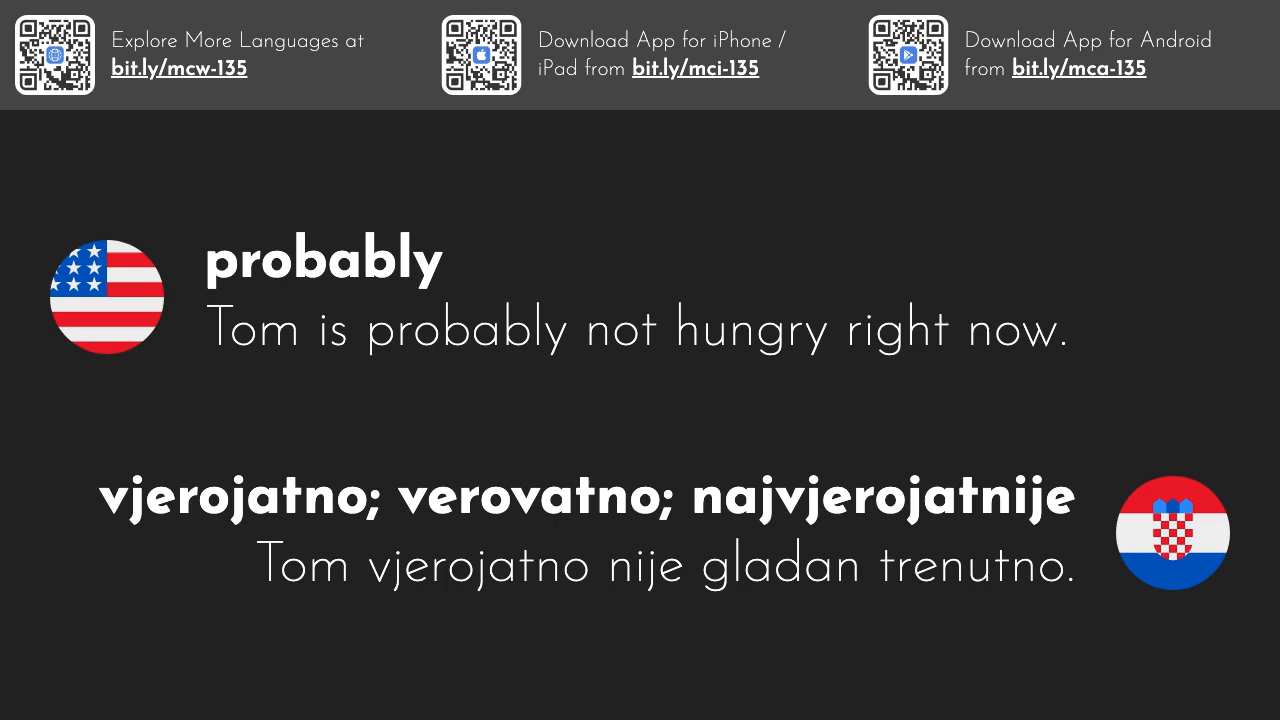 Explore More Languages at
bit.ly/mcw-135
Download App for iPhone /
iPad from bit.ly/mci-135
Download App for Android
from bit.ly/mca-135
probably
Tom is probably not hungry right now.
vjerojatno; verovatno; najvjerojatnije
Tom vjerojatno nije gladan trenutno.